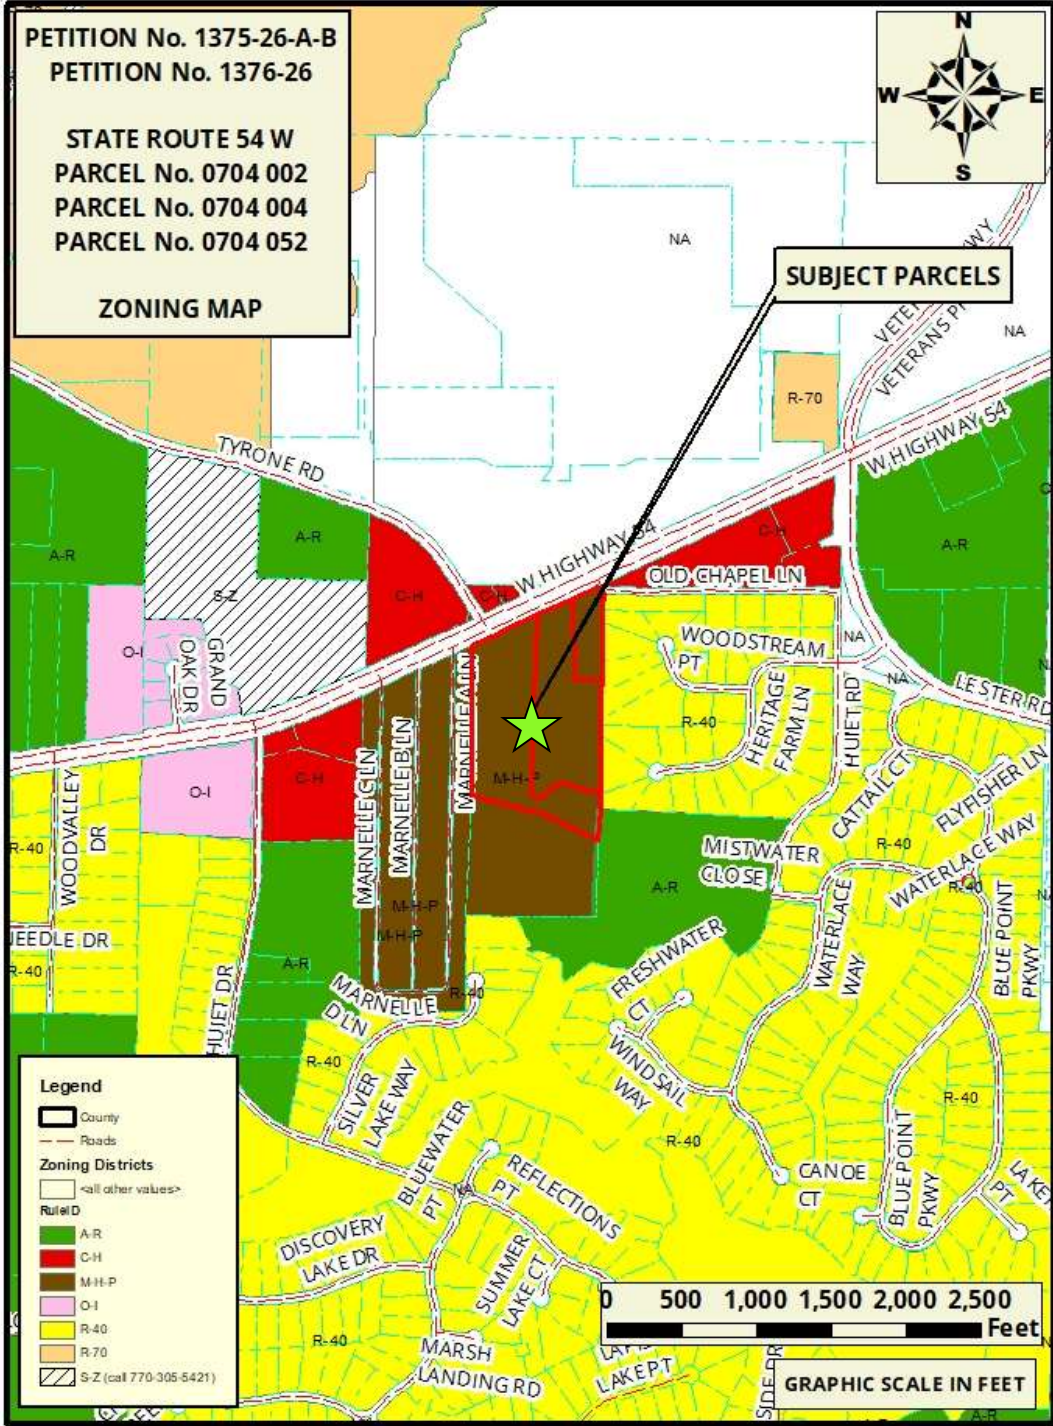 PETITION No. 1375-26-A-B
PETITION No. 1376-26
STATE ROUTE 54 W
PARCEL No. 0704 002
PARCEL No. 0704 004
PARCEL No. 0704 052
ZONING MAP
N
W
E
S
NA
SUBJECT PARCELS
VETERANS PKWY
NA
R-70
W HIGHWAY 54
TYRONE RD
A-R
A-R
C-H
A-R
W HIGHWAY 54
C-H
C-H
OLD CHAPEL LN
S-Z
O-I
GRAND
OAK DR
WOODSTREAM
PT
NA
NA
LESTER RD
HERITAGE
FARM LN
HUIET RD
R-40
MARNELLE A LN
MARNELLE B LN
MARNELLE C LN
M-H-P
C-H
O-I
WOODVALLEY
DR
CATTAIL CT
FLYFISHER LN
R-40
R-40
MISTWATER
CLOSE
WATERLACE WAY
R-40
A-R
WATERLACE
WAY
BLUE POINT
PKWY
M-H-P
M-H-P
NEEDLE DR
R-40
A-R
FRESHWATER
CT
MARNELLE
D LN
R-40
HUIET DR
WINDSAIL
WAY
R-40
SILVER
LAKE WAY
R-40
R-40
BLUEWATER
PT
REFLECTIONS
PT
NA
CANOE
CT
BLUE POINT
PKWY
PT
DISCOVERY
LAKE DR
SUMMER
LAKE CT
R-40
MARSH
LANDING RD
LAKE PT
SIDE DR
A-R
Legend
County
Roads
Zoning Districts
<all other values>
RuleID
A-R
C-H
M-H-P
O-I
R-40
R-70
S-Z (call 770-305-5421)
0 500 1,000 1,500 2,000 2,500
Feet
GRAPHIC SCALE IN FEET